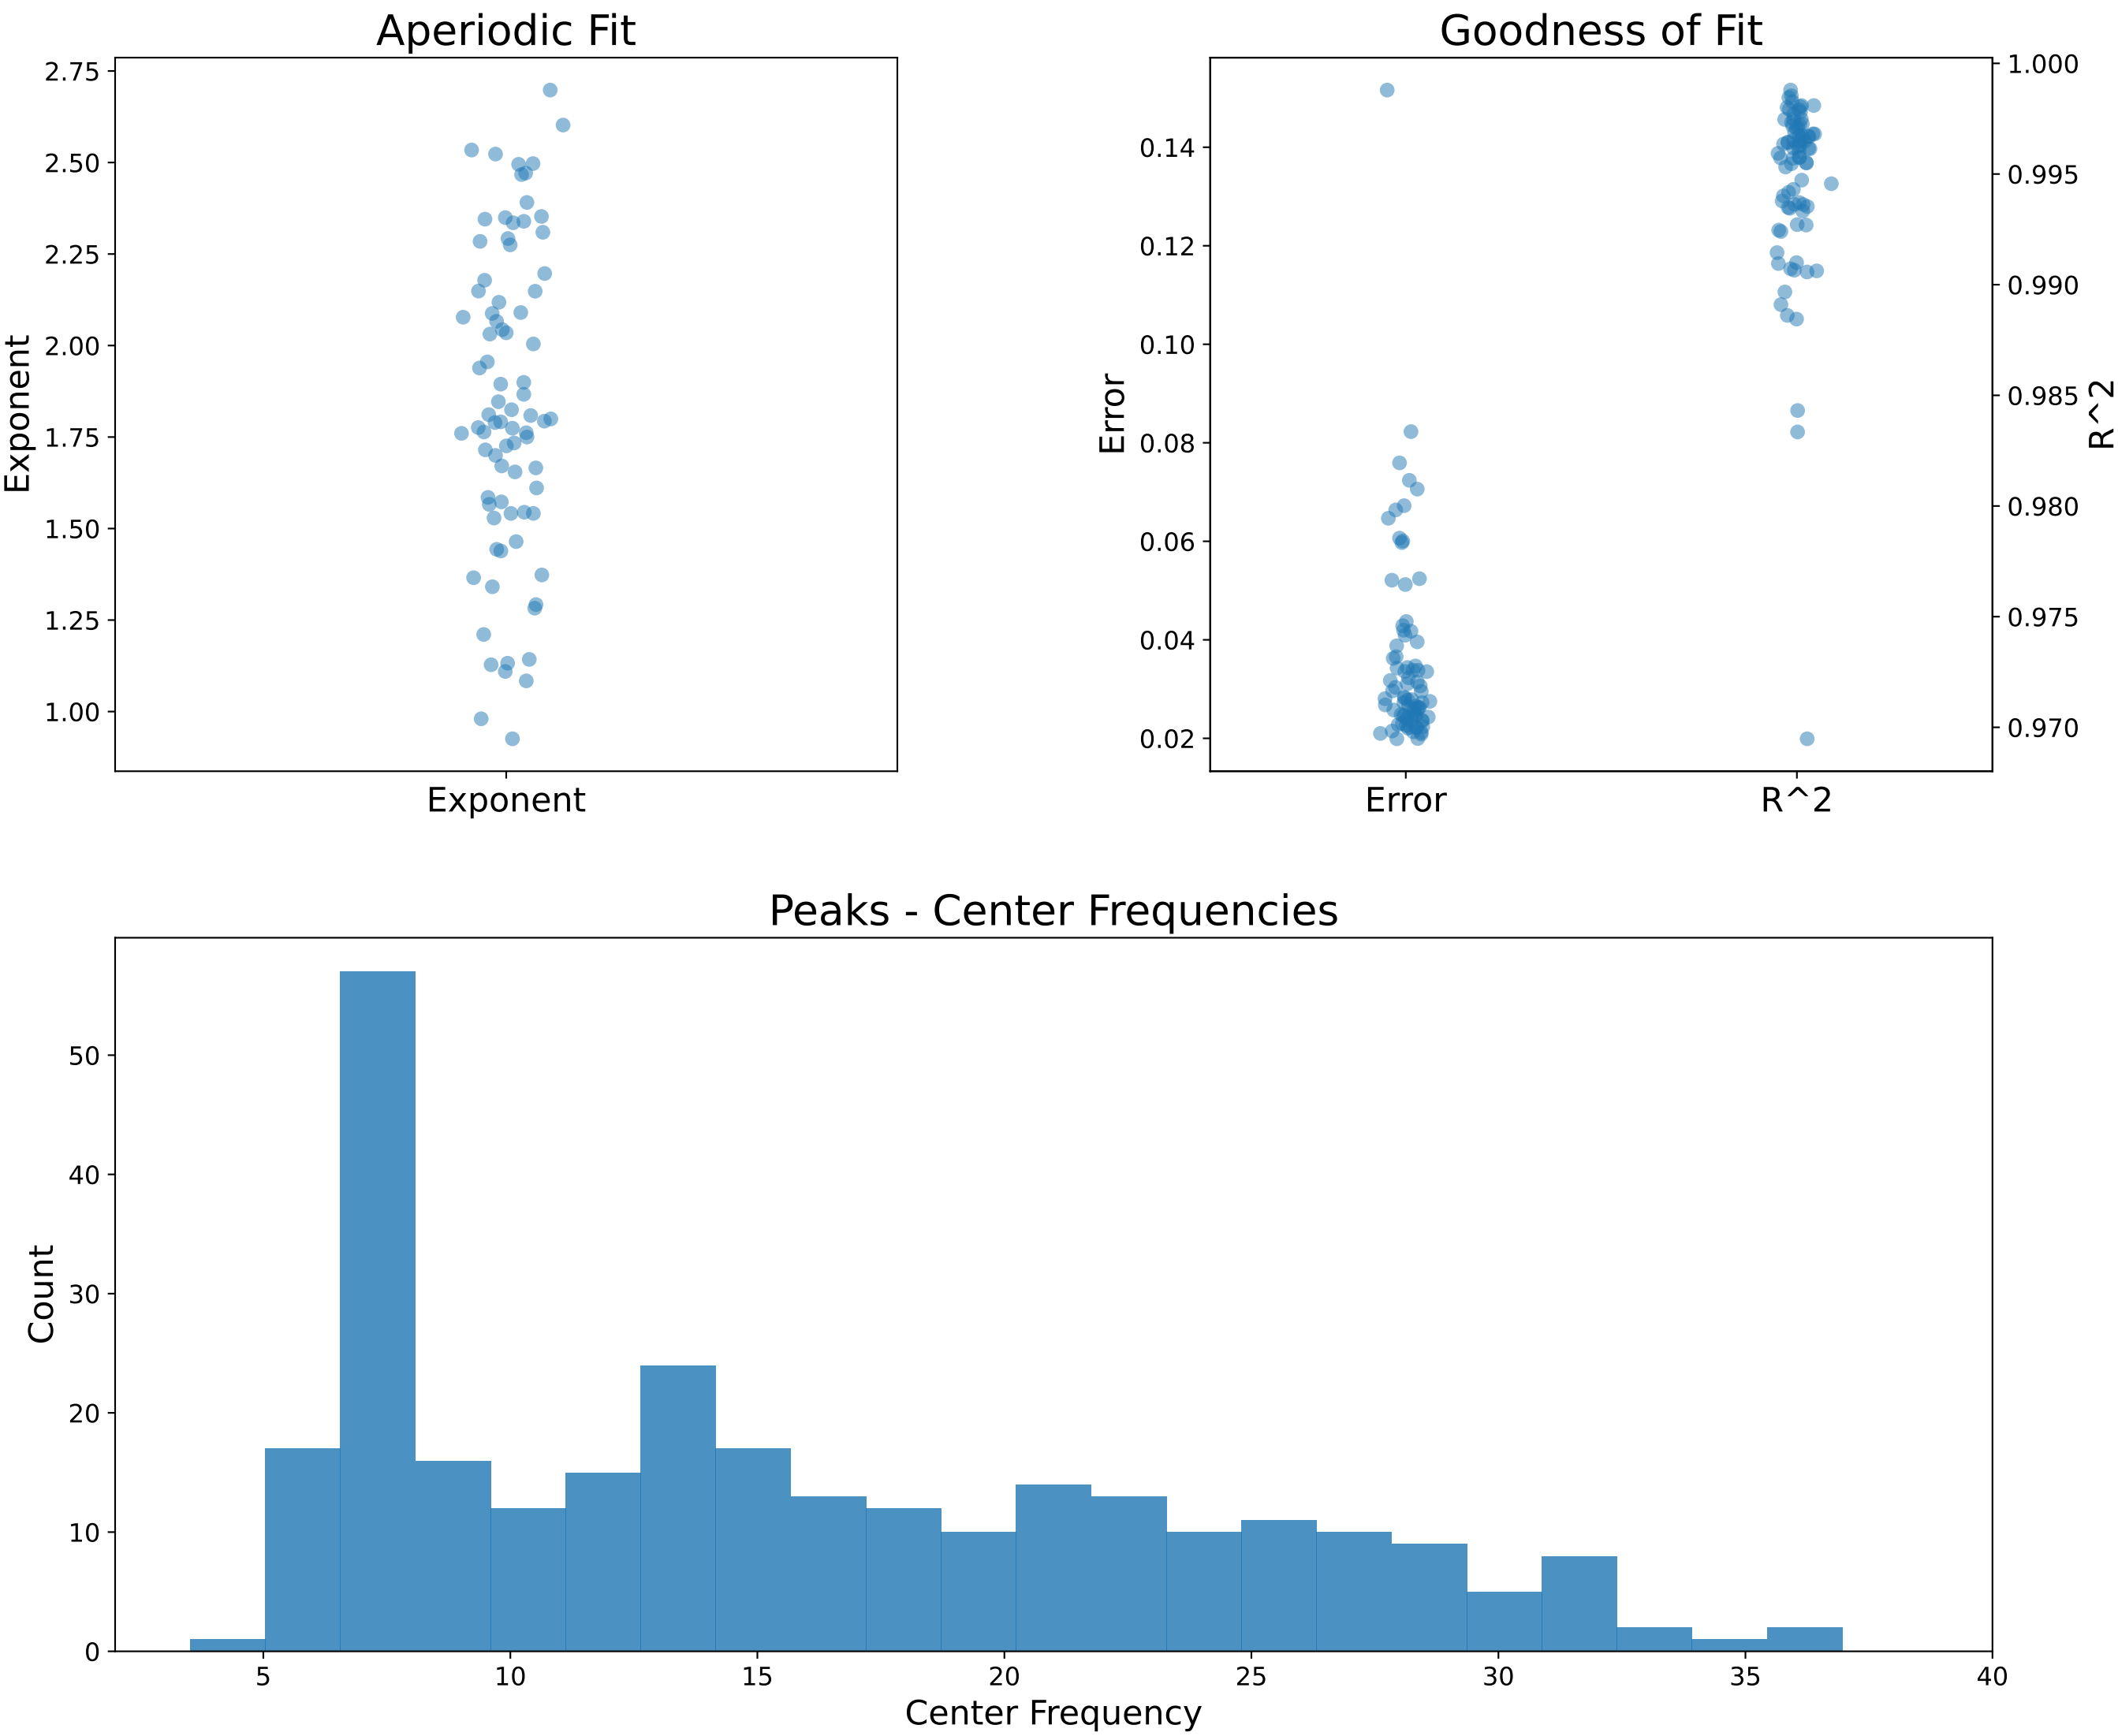 Aperiodic Fit
2.75
2.50
2.25
2.00
1.75
1.50
1.25
1.00
Exponent
Exponent
Goodness of Fit
0.14
0.12
0.10
0.08
0.06
0.04
0.02
Error
Error
R^2
1.000
0.995
0.990
0.985
0.980
0.975
0.970
R^2
Peaks - Center Frequencies
50
40
30
20
10
0
Count
5 10 15 20 25 30 35 40
Center Frequency